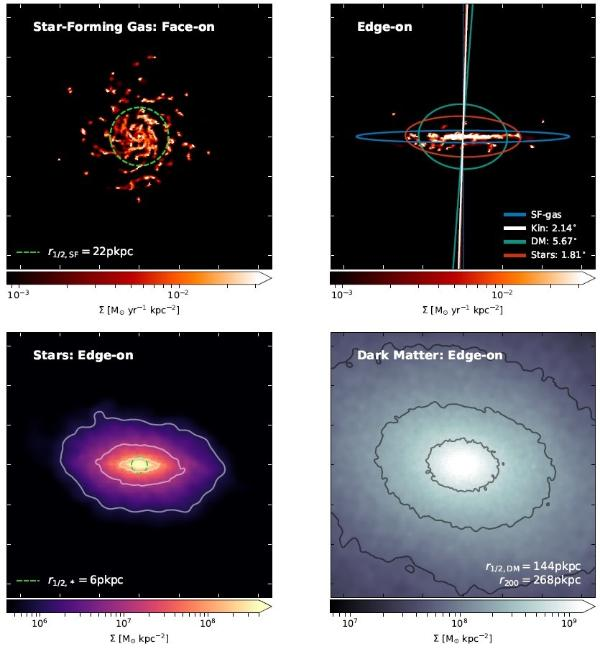 Star-Forming Gas: Face-on
r1/2, SF = 22pkpc
10−3
10−2
Σ [M⊙ yr−1 kpc−2]
Edge-on
SF-gas
Kin: 2.14°
DM: 5.67°
Stars: 1.81°
10−3
10−2
Σ [M⊙ yr−1 kpc−2]
Stars: Edge-on
r1/2, * = 6pkpc
10⁶
10⁷
10⁸
Σ [M⊙ kpc−2]
Dark Matter: Edge-on
r1/2, DM = 144pkpc
r200 = 268pkpc
10⁷
10⁸
10⁹
Σ [M⊙ kpc−2]